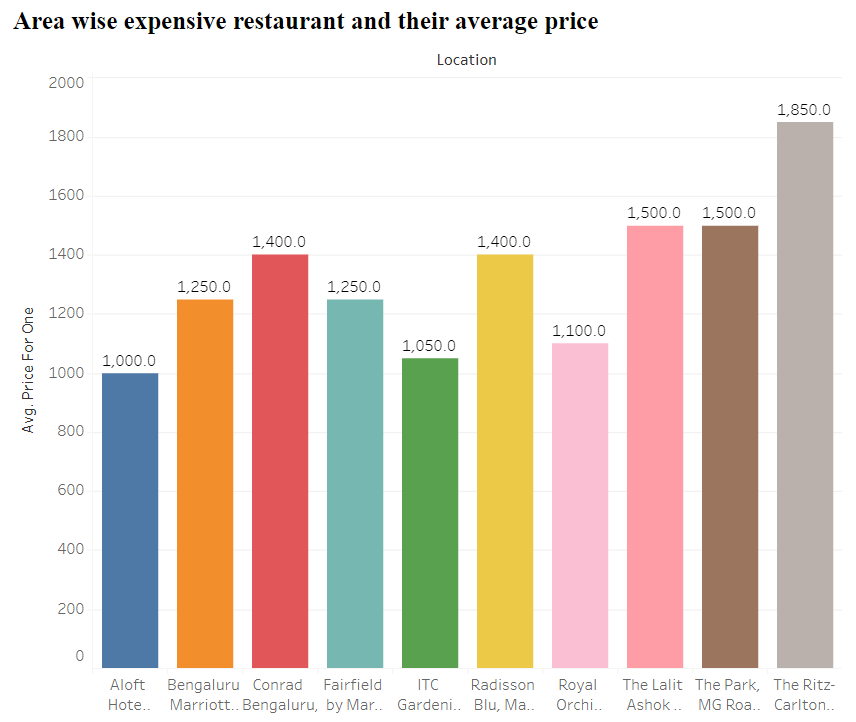 Area wise expensive restaurant and their average price
Location
Avg. Price For One
2000
1800
1600
1400
1200
1000
800
600
400
200
0
1,000.0
1,250.0
1,400.0
1,250.0
1,050.0
1,400.0
1,100.0
1,500.0
1,500.0
1,850.0
Aloft
Hote..
Bengaluru
Marriott..
Conrad
Bengaluru,
Fairfield
by Mar..
ITC
Gardeni..
Radisson
Blu, Ma..
Royal
Orchi..
The Lalit
Ashok ..
The Park,
MG Roa..
The Ritz-
Carlton..